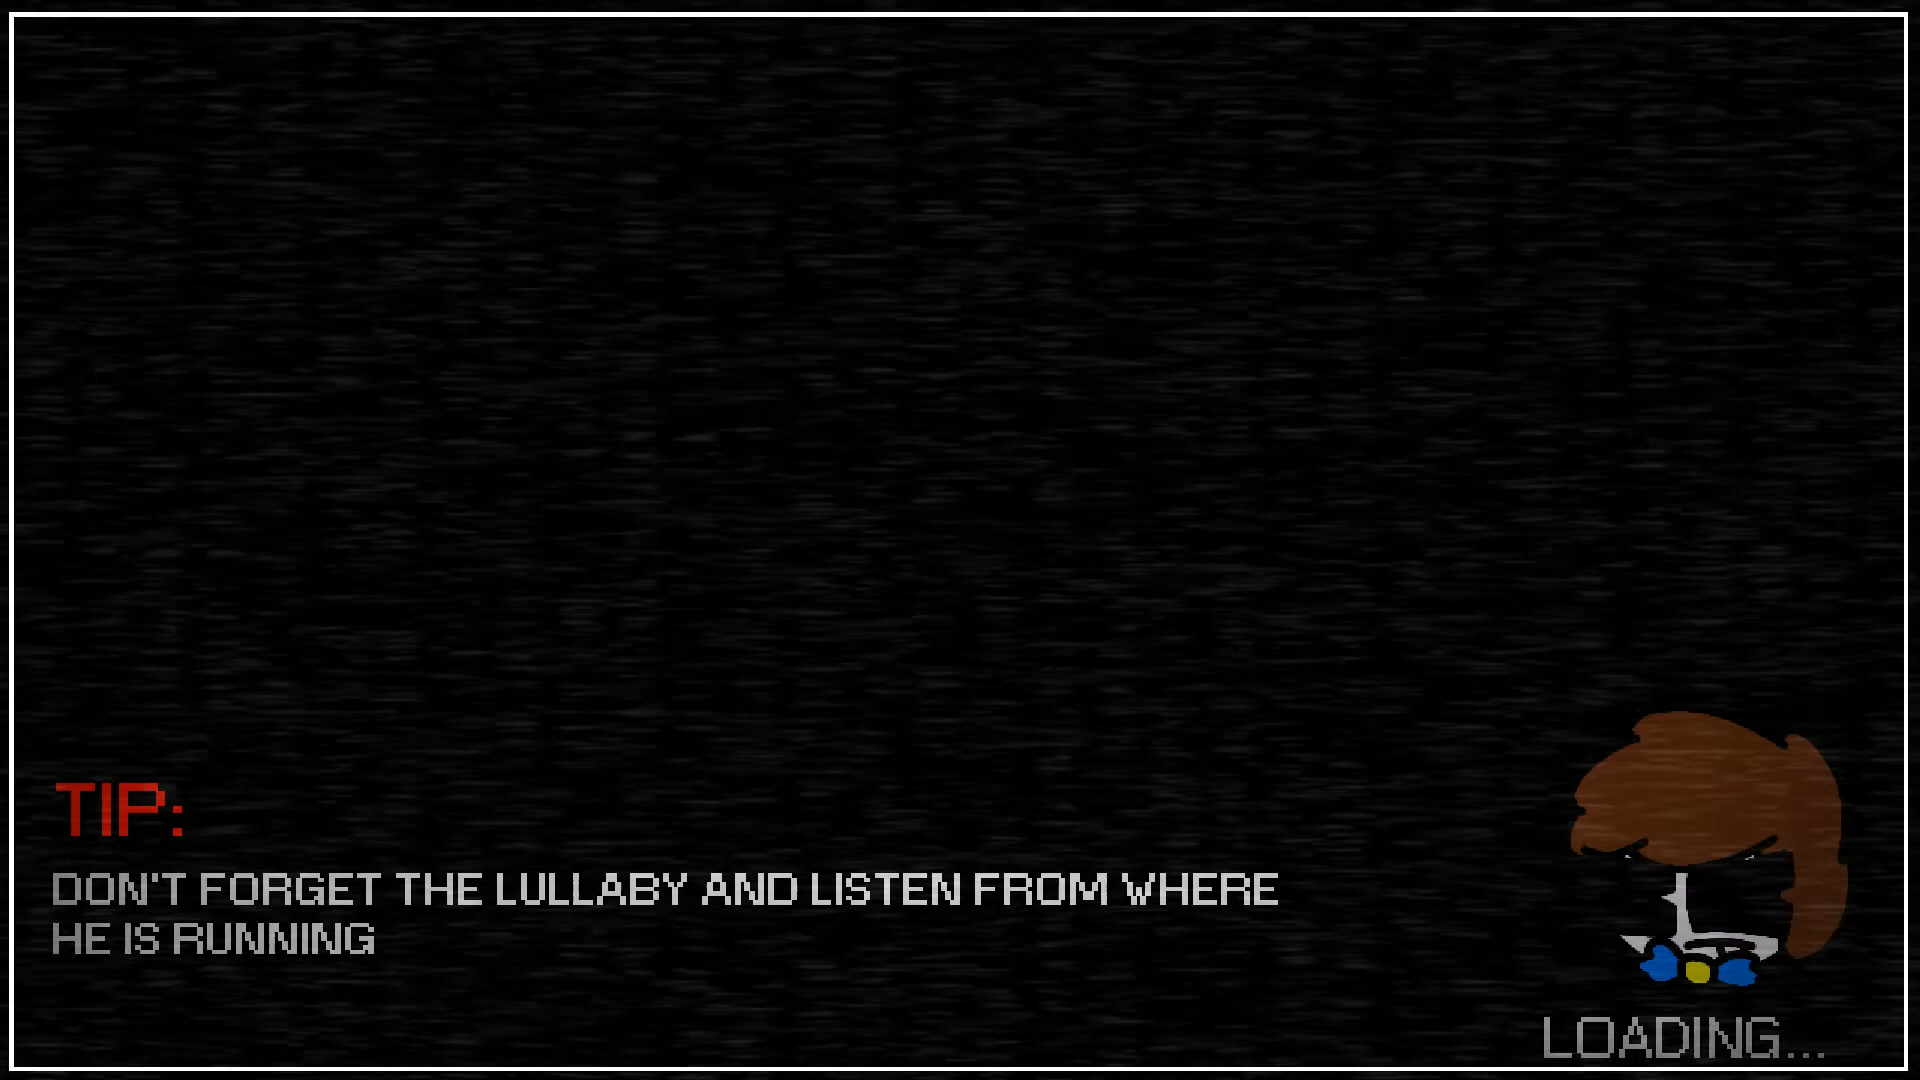 TIP:
DON'T FORGET THE LULLABY AND LISTEN FROM WHERE
HE IS RUNNING
LOADING...